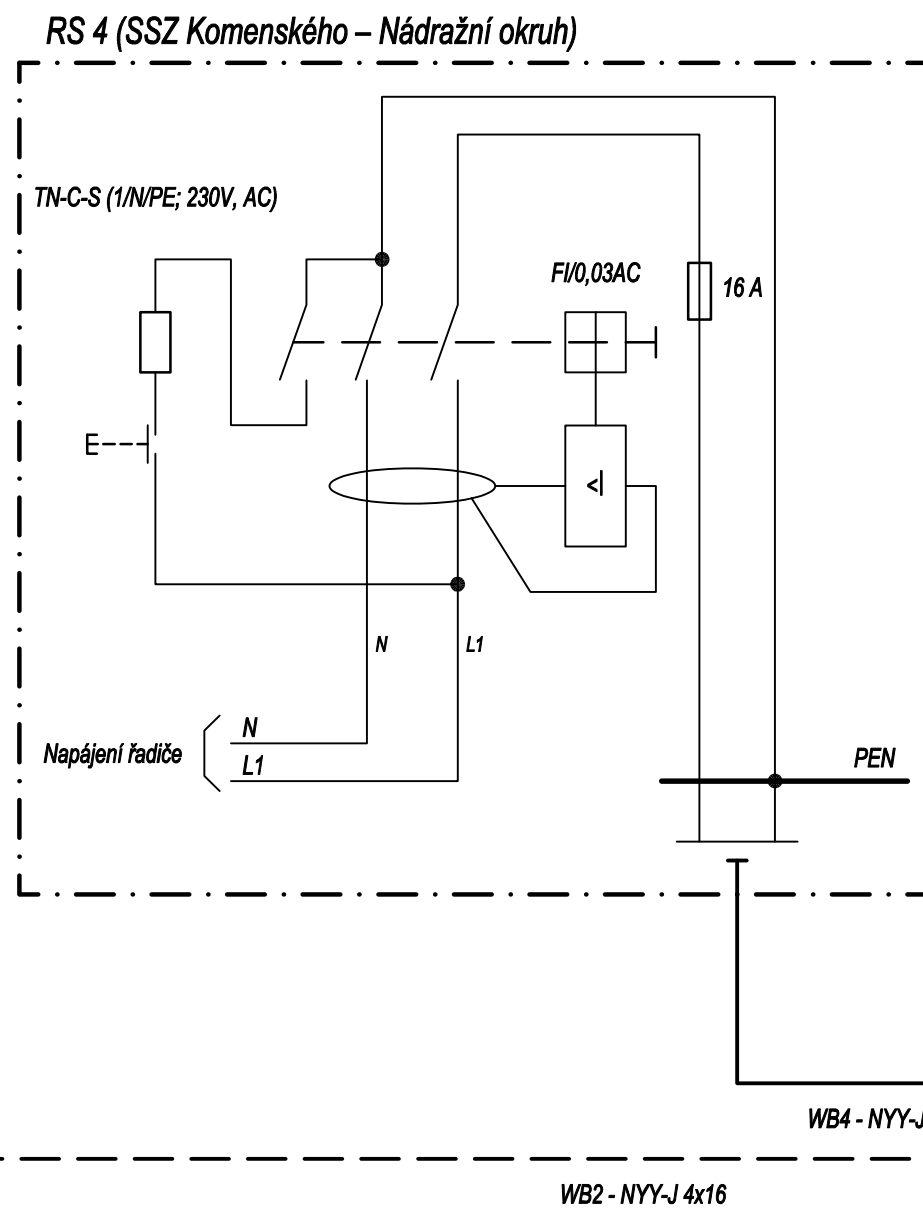 RS 4 (SSZ Komenského – Nádražní okruh)
TN-C-S (1/N/PE; 230V, AC)
FI/0,03AC
16 A
N
L1
N
Napájení řadiče
L1
PEN
WB4 - NYY-J
WB2 - NYY-J 4x16